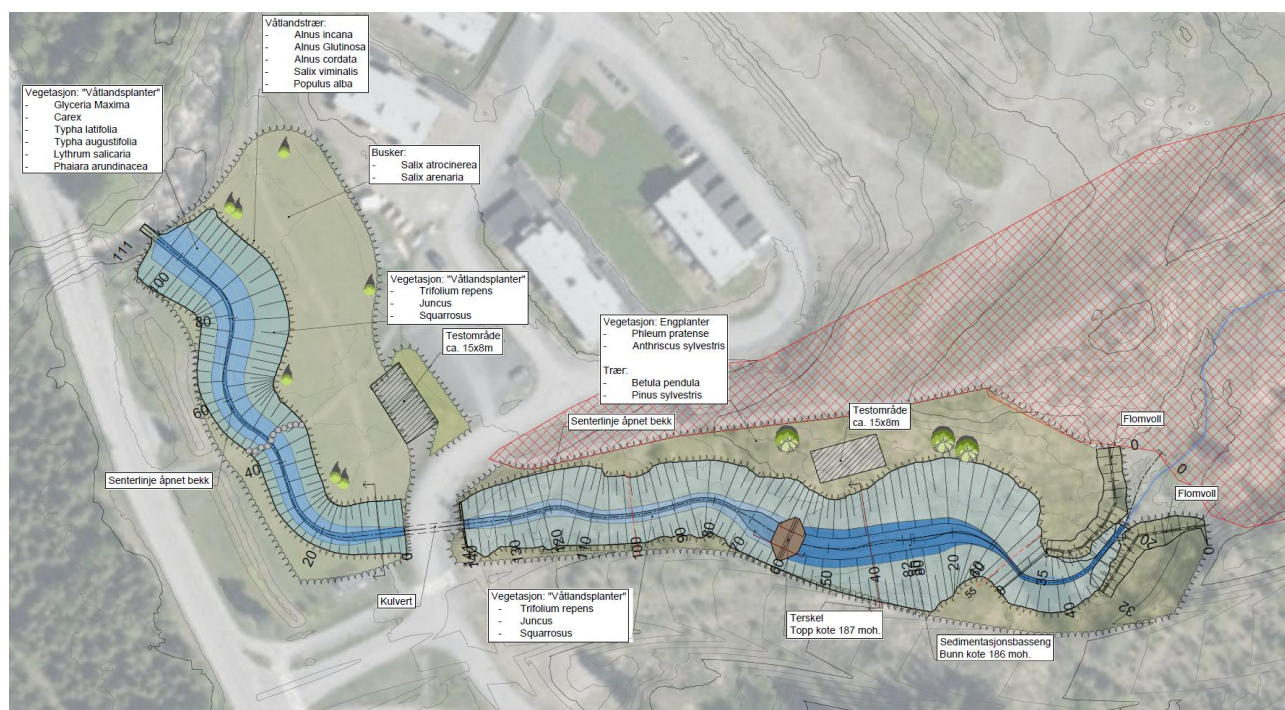 Våtlandstrær:
- Alnus incana
- Alnus Glutinosa
- Alnus cordata
- Salix viminalis
- Populus alba
Vegetasjon: "Våtlandsplanter"
- Glyceria Maxima
- Carex
- Typha latifolia
- Typha augustifolia
- Lythrum salicaria
- Phaiara arundinacea
Busker:
- Salix atrocinerea
- Salix arenaria
Vegetasjon: "Våtlandsplanter"
- Trifolium repens
- Juncus
- Squarrosus
Testområde
ca. 15x8m
Vegetasjon: Engplanter
- Phleum pratense
- Anthriscus sylvestris
Trær:
- Betula pendula
- Pinus sylvestris
Senterlinje åpnet bekk
Testområde
ca. 15x8m
Flomvoll
Flomvoll
Senterlinje åpnet bekk
Kulvert
Vegetasjon: "Våtlandsplanter"
- Trifolium repens
- Juncus
- Squarrosus
Terskel
Topp kote 187 moh.
Sedimentasjonsbasseng
Bunn kote 186 moh.
111
100
80
60
40
20
0
140
130
120
110
100
90
80
70
60
50
40
20
35
40
55
32
0
0
0